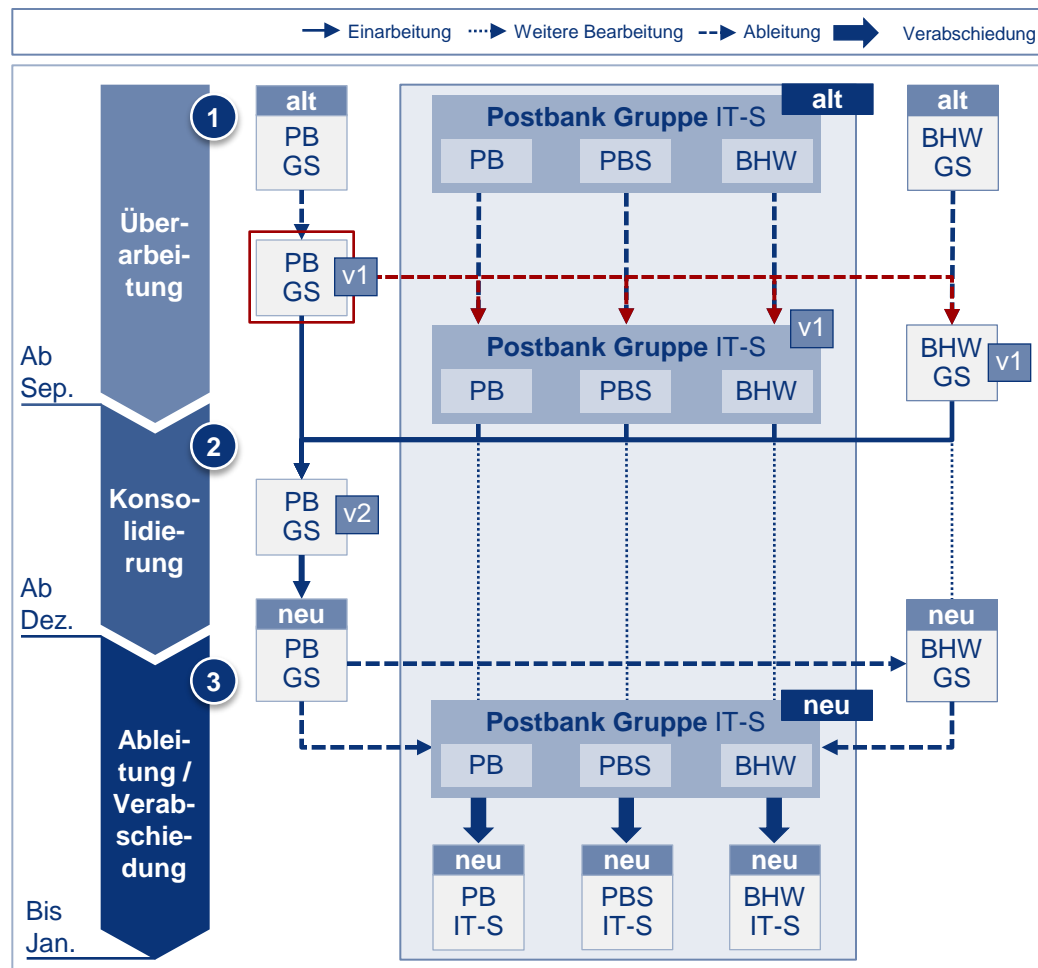 Einarbeitung Weitere Bearbeitung Ableitung Verabschiedung
1
Über-
arbei-
tung
Ab
Sep.
2
Konso-
lidie-
rung
Ab
Dez.
3
Ablei-
tung /
Verab-
schie-
dung
Bis
Jan.
alt
PB
GS
alt
Postbank Gruppe IT-S
PB PBS BHW
alt
BHW
GS
PB
GS
v1
v1
Postbank Gruppe IT-S
PB PBS BHW
BHW
GS
v1
PB
GS
v2
neu
PB
GS
neu
BHW
GS
neu
Postbank Gruppe IT-S
PB PBS BHW
neu
PB
IT-S
neu
PBS
IT-S
neu
BHW
IT-S